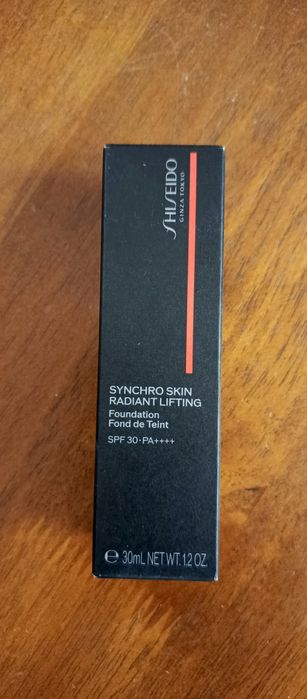 SHISEIDO
GINZA TOKYO
SYNCHRO SKIN
RADIANT LIFTING
Foundation
Fond de Teint
SPF 30·PA++++
℮ 30mL NET WT. 1.2 OZ.